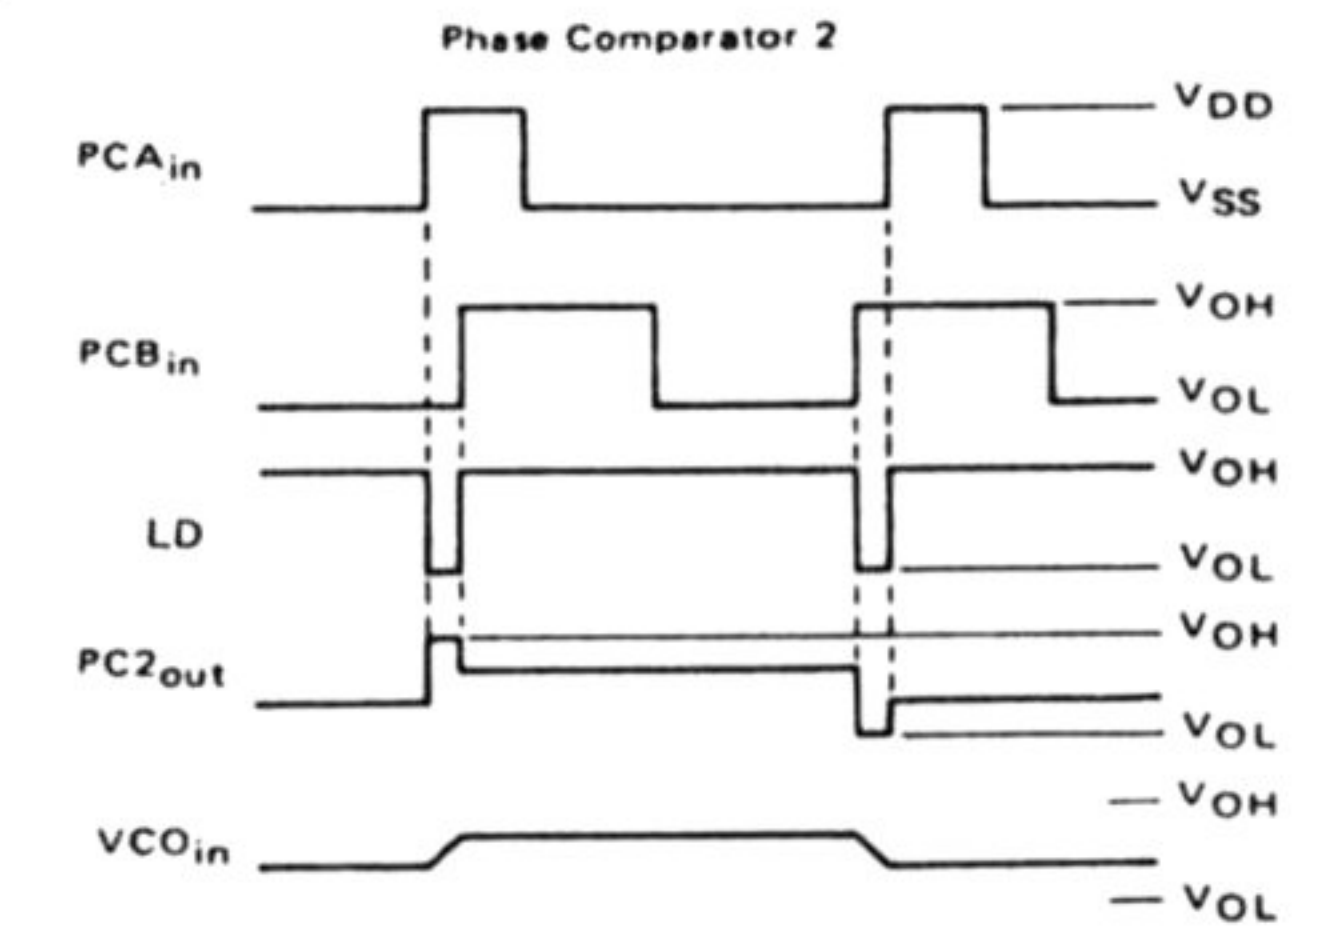 Phase Comparator 2
VDD
PCAin
VSS
VOH
PCBin
VOL
VOH
LD
VOL
VOH
PC2out
VOL
VOH
VCOin
VOL